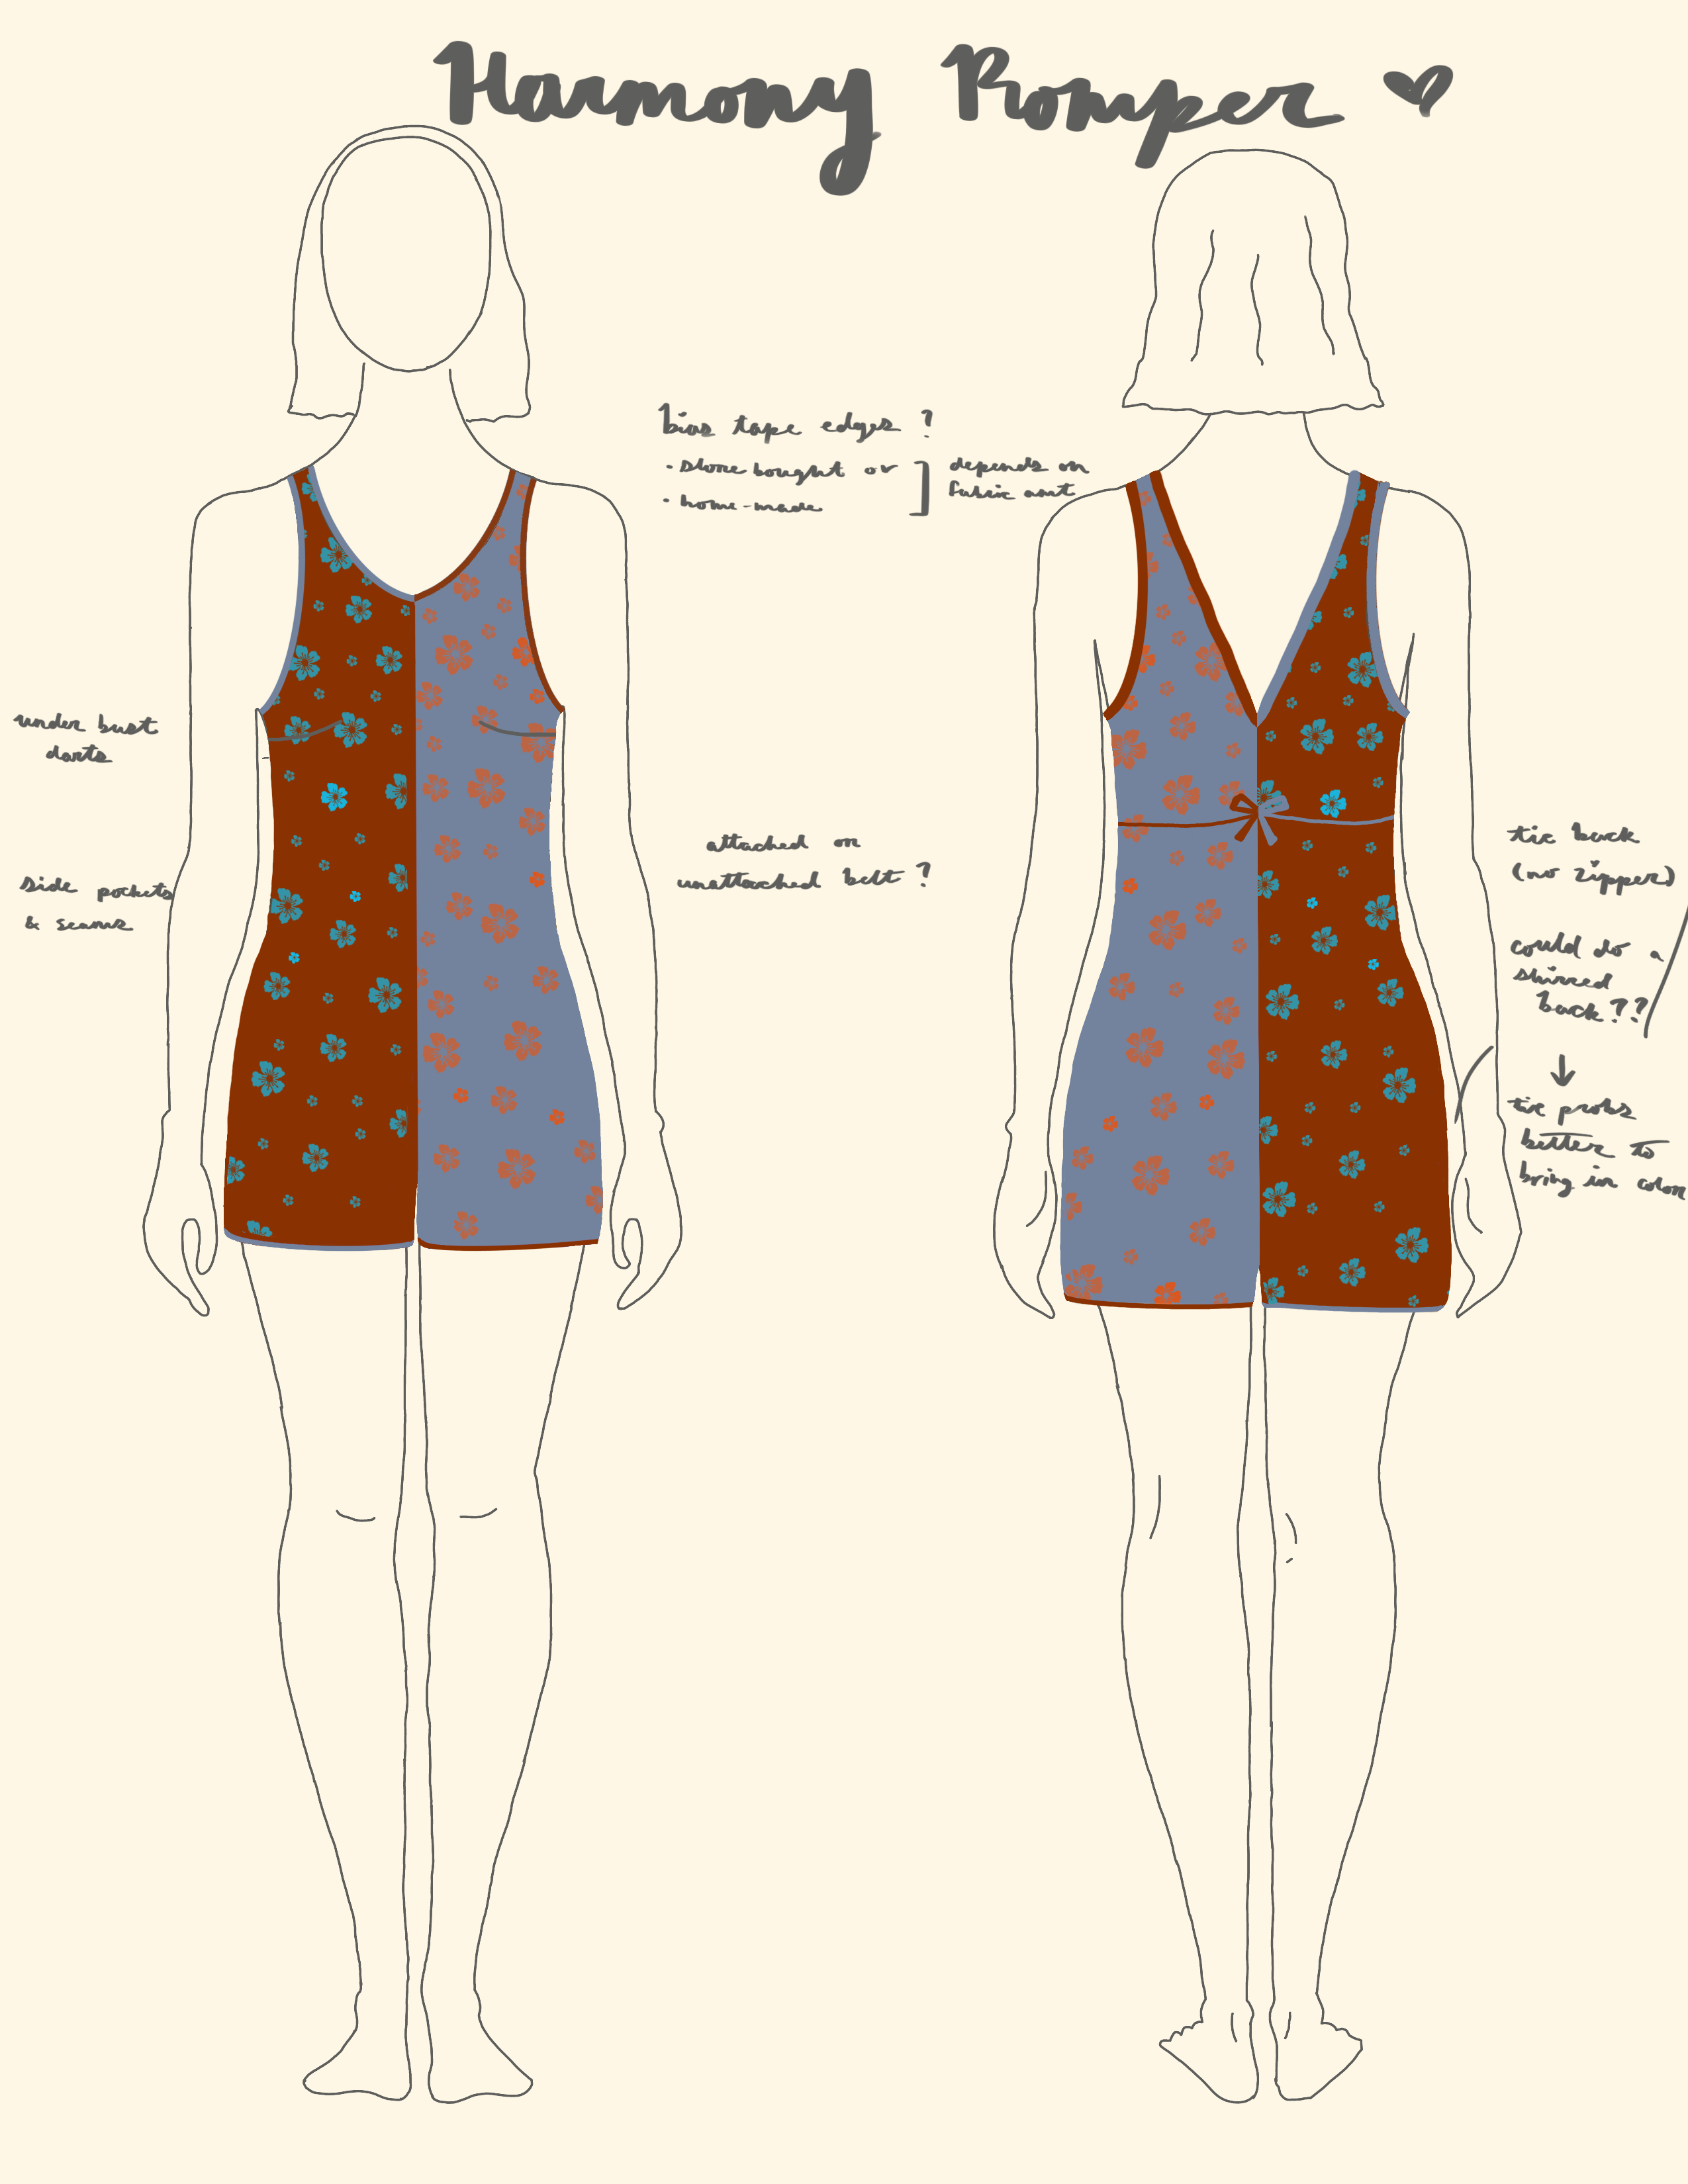 Harmony Romper
bias tape edges?
• store bought or
• home-made
depends on
fabric amt
under bust
darts
side pockets
& seams
attached or
unattached belt?
tie back
(no zipper)
could do a
shirred
back??
tie probs
better to
bring in color